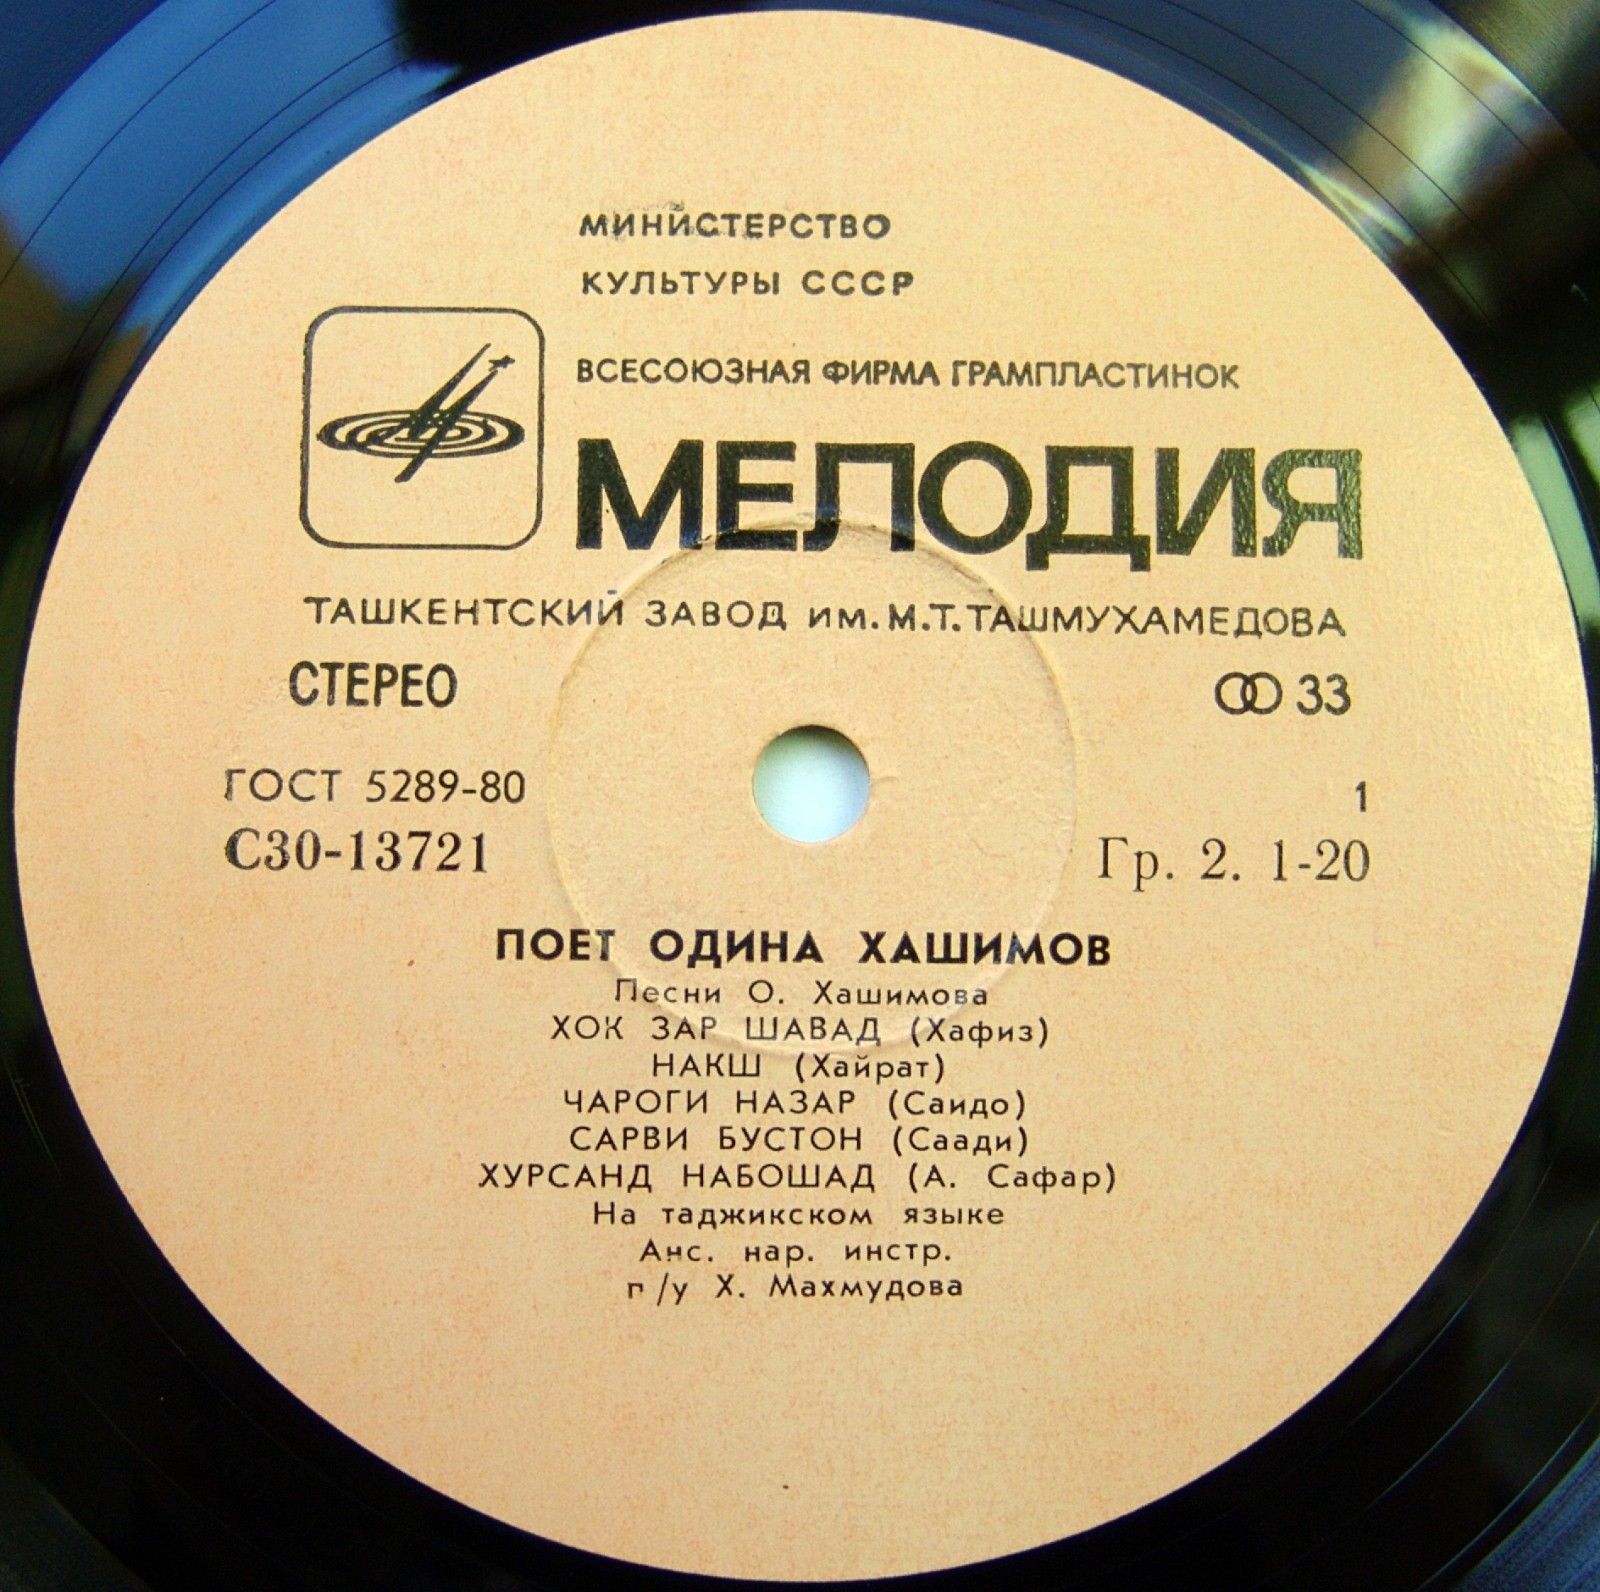 МИНИСТЕРСТВО
КУЛЬТУРЫ СССР
ВСЕСОЮЗНАЯ ФИРМА ГРАМПЛАСТИНОК
МЕЛОДИЯ
ТАШКЕНТСКИЙ ЗАВОД им. М.Т. ТАШМУХАМЕДОВА
СТЕРЕО 33
ГОСТ 5289-80 1
С30-13721 Гр. 2. 1-20
ПОЕТ ОДИНА ХАШИМОВ
Песни О. Хашимова
ХОК ЗАР ШАВАД (Хафиз)
НАКШ (Хайрат)
ЧАРОГИ НАЗАР (Саидо)
САРВИ БУСТОН (Саади)
ХУРСАНД НАБОШАД (А. Сафар)
На таджикском языке
Анс. нар. инстр.
п/у Х. Махмудова